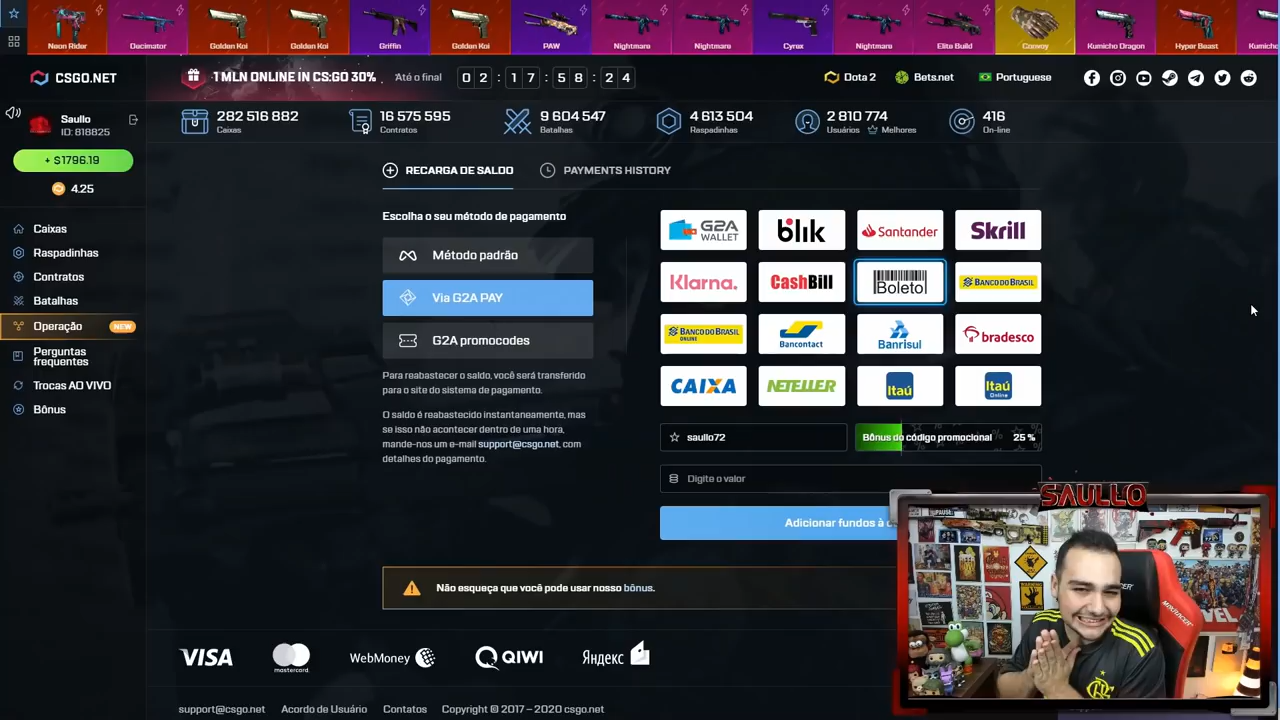 Neon Rider
Decimator
Golden Koi
Golden Koi
Griffin
Golden Koi
PAW
Nightmare
Nightmare
Cyrex
Nightmare
Elite Build
Convoy
Kumicho Dragon
Hyper Beast
Kumich
CSGO.NET
1 MLN ONLINE IN CS:GO 30%
Até o final
02:17:58:24
Dota 2
Bets.net
Portuguese
Saullo
ID: 818825
+ $1796.19
4.25
282 516 882
Caixas
16 575 595
Contratos
9 604 547
Batalhas
4 613 504
Raspadinhas
2 810 774
Usuários Melhores
416
On-line
Caixas
Raspadinhas
Contratos
Batalhas
Operação NEW
Perguntas
frequentes
Trocas AO VIVO
Bônus
RECARGA DE SALDO
PAYMENTS HISTORY
Escolha o seu método de pagamento
Método padrão
Via G2A PAY
G2A promocodes
Para reabastecer o saldo, você será transferido
para o site do sistema de pagamento.
O saldo é reabastecido instantaneamente, mas
se isso não acontecer dentro de uma hora,
mande-nos um e-mail support@csgo.net, com
detalhes do pagamento.
G2A
WALLET
blik
Santander
Skrill
Klarna.
CashBill
Boleto
BANCO DO BRASIL
BANCO DO BRASIL
ONLINE
Bancontact
Banrisul
bradesco
CAIXA
NETELLER
Itaú
Itaú
Online
saullo72
Bônus do código promocional 25 %
Digite o valor
Adicionar fundos à c
Não esqueça que você pode usar nosso bônus.
VISA
mastercard
WebMoney
QIWI
Яндекс
support@csgo.net
Acordo de Usuário
Contatos
Copyright © 2017 – 2020 csgo.net
SAULLO